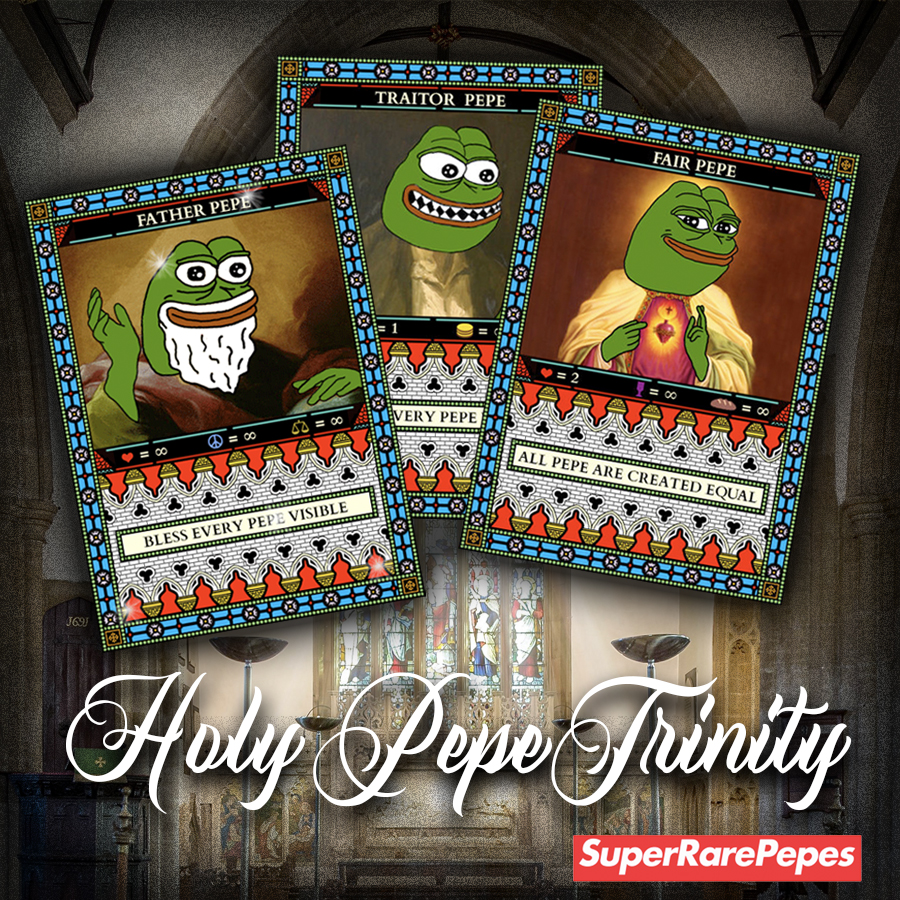 TRAITOR PEPE
FAIR PEPE
FATHER PEPE
= 1
=
= 2
= ∞
= ∞
VERY PEPE
ALL PEPE ARE CREATED EQUAL
= ∞
= ∞
= ∞
BLESS EVERY PEPE VISIBLE
Holy Pepe Trinity
SuperRarePepes